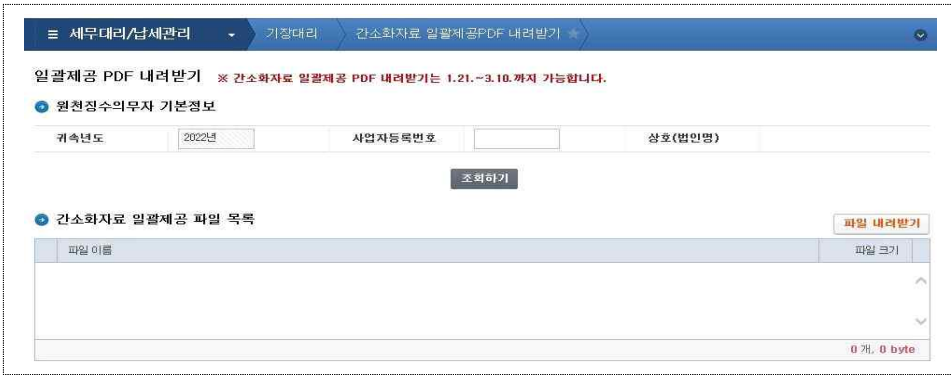 ≡ 세무대리/납세관리 기장대리 간소화자료 일괄제공PDF 내려받기
일괄제공 PDF 내려받기 ※ 간소화자료 일괄제공 PDF 내려받기는 1.21.~3.10.까지 가능합니다.
원천징수의무자 기본정보
귀속년도 2022년 사업자등록번호 상호(법인명)
조회하기
간소화자료 일괄제공 파일 목록 파일 내려받기
파일 이름 파일 크기
0 개, 0 byte